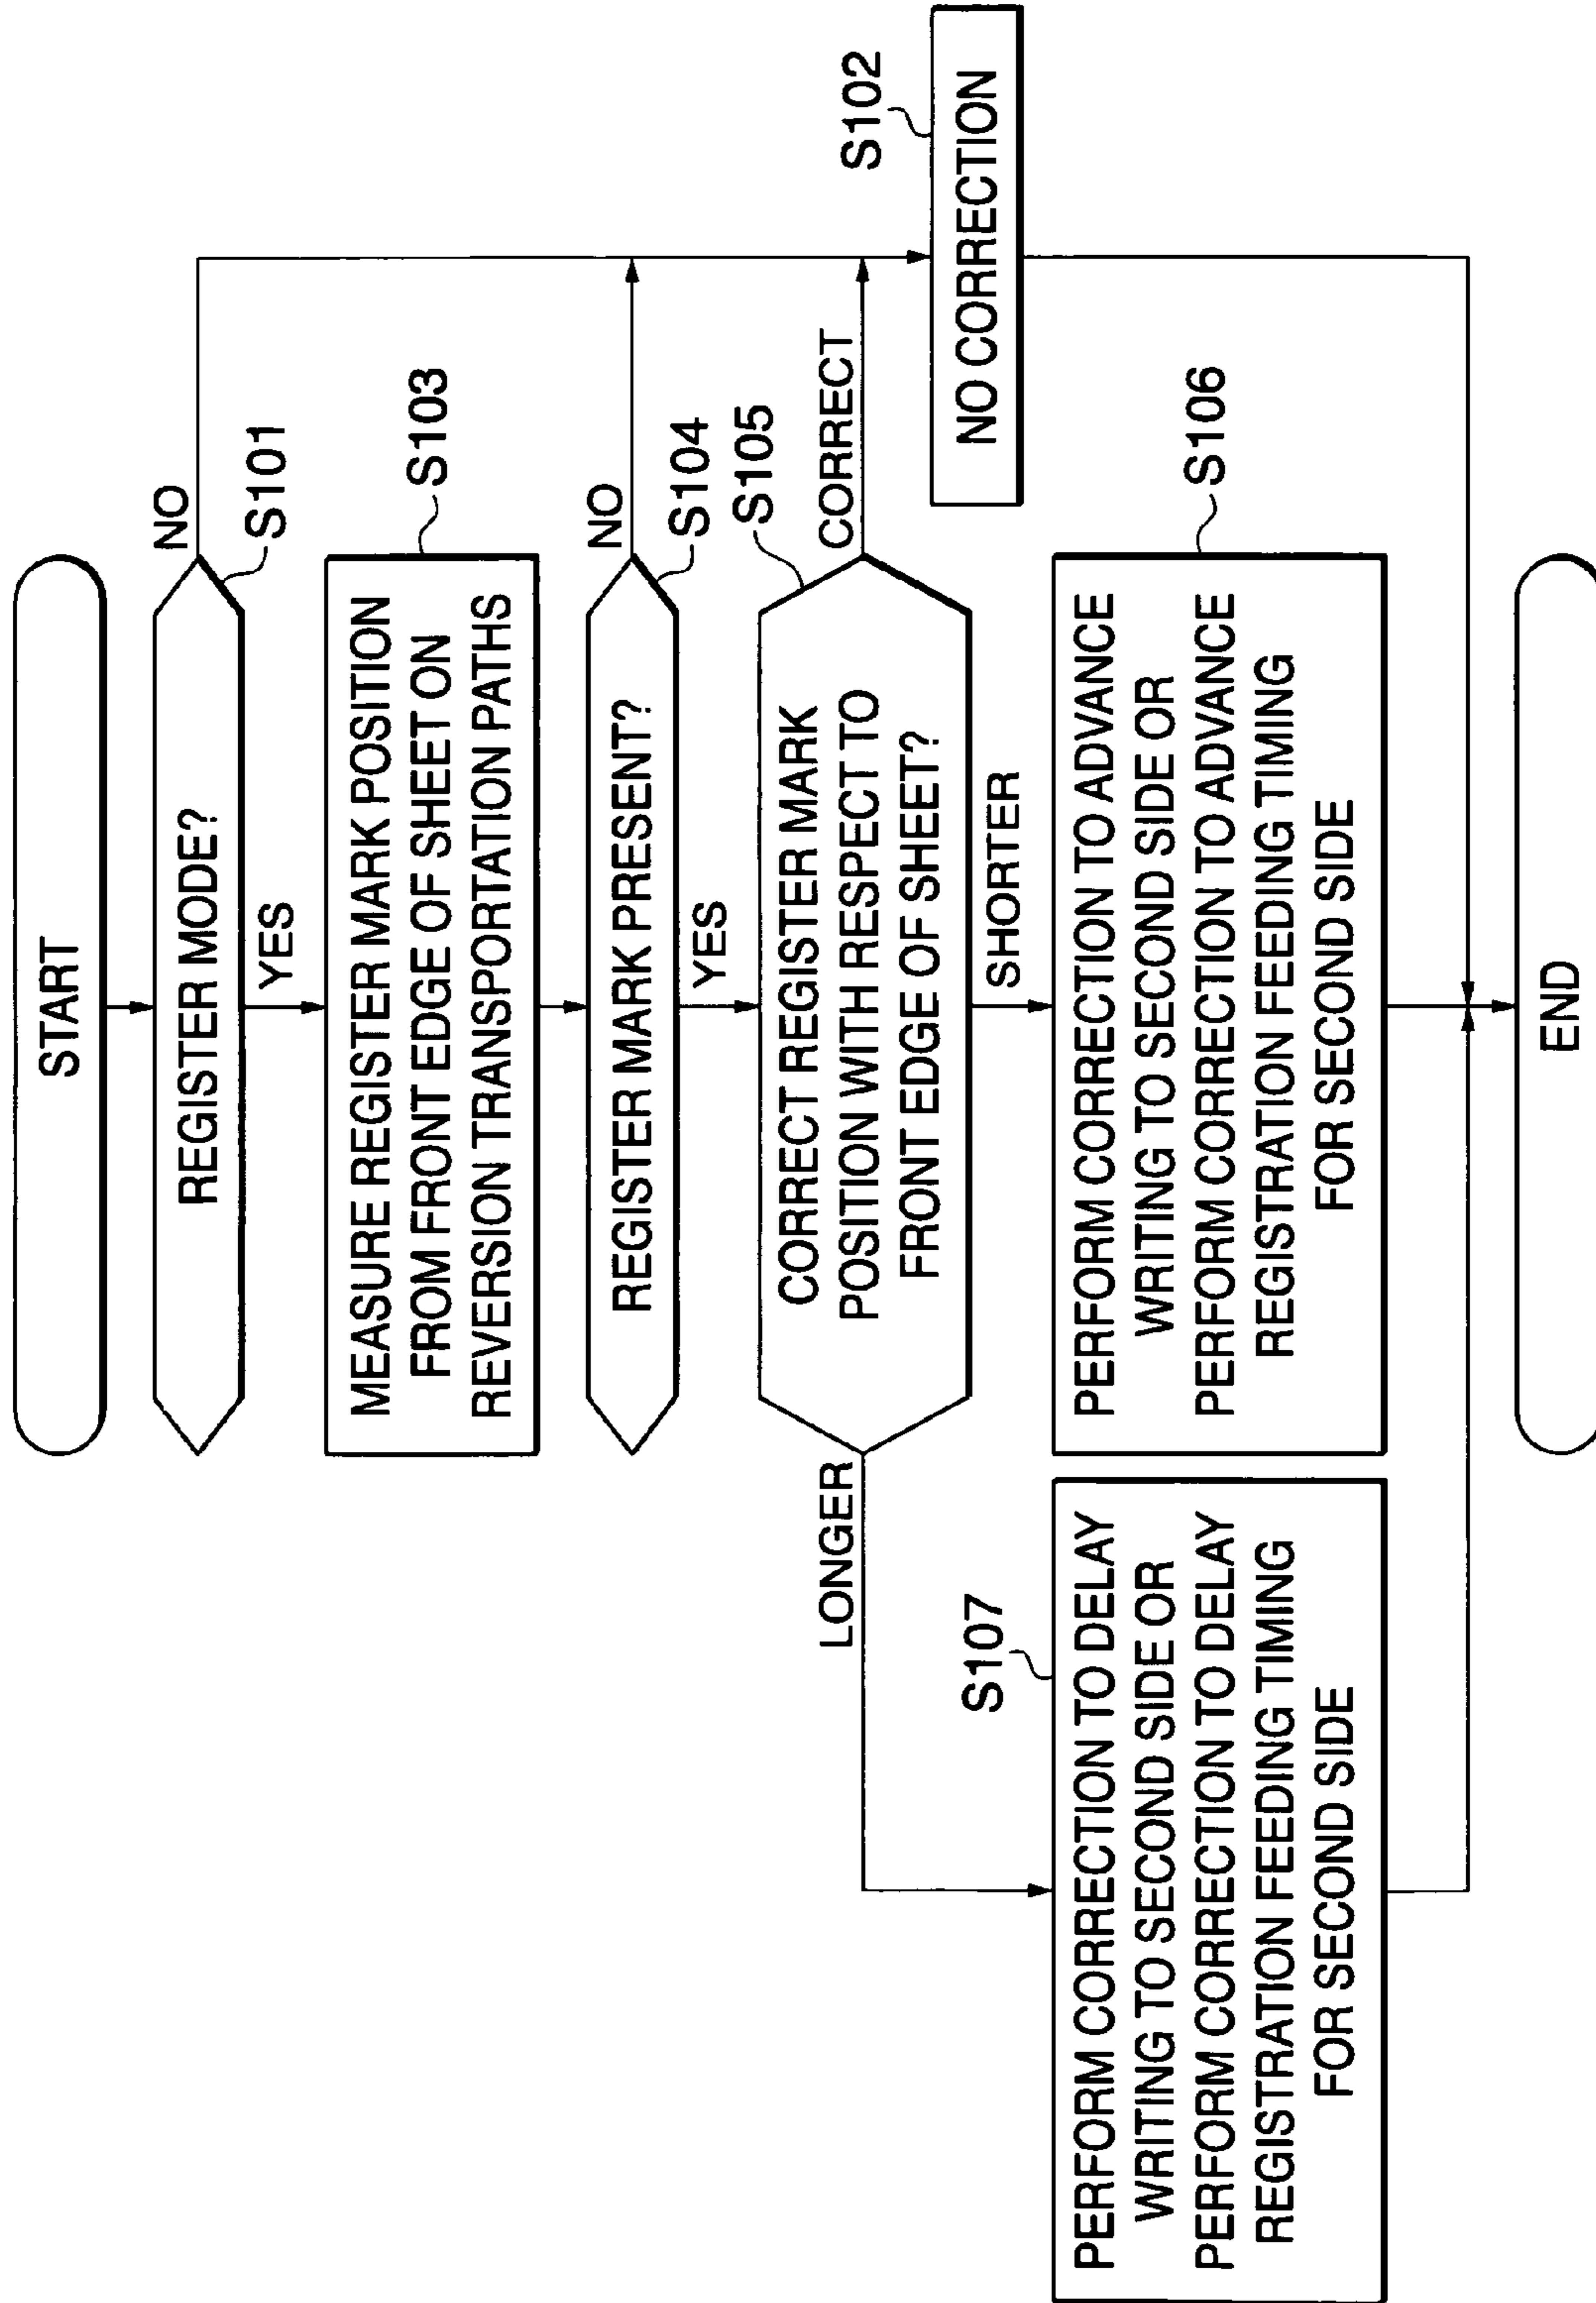 START
REGISTER MODE?
NO
S101
YES
MEASURE REGISTER MARK POSITION
FROM FRONT EDGE OF SHEET ON
REVERSION TRANSPORTATION PATHS
S103
REGISTER MARK PRESENT?
NO
S104
YES
CORRECT REGISTER MARK
POSITION WITH RESPECT TO
FRONT EDGE OF SHEET?
S105
CORRECT
LONGER
SHORTER
S102
NO CORRECTION
S107
PERFORM CORRECTION TO DELAY
WRITING TO SECOND SIDE OR
PERFORM CORRECTION TO DELAY
REGISTRATION FEEDING TIMING
FOR SECOND SIDE
PERFORM CORRECTION TO ADVANCE
WRITING TO SECOND SIDE OR
PERFORM CORRECTION TO ADVANCE
REGISTRATION FEEDING TIMING
FOR SECOND SIDE
S106
END